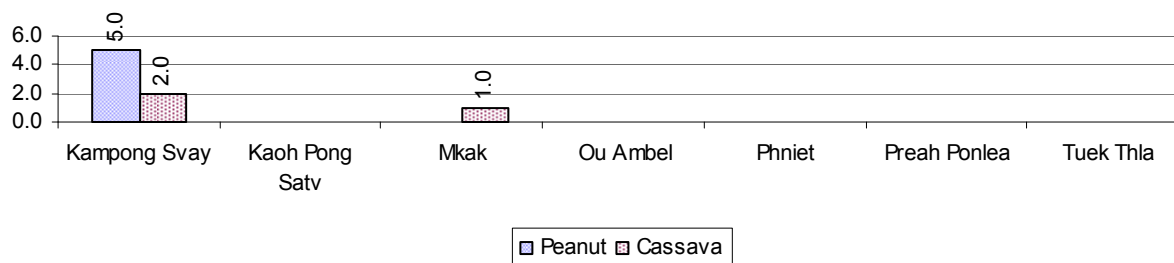 6.0
4.0
2.0
0.0
5.0
2.0
1.0
Kampong Svay
Kaoh Pong
Satv
Mkak
Ou Ambel
Phniet
Preah Ponlea
Tuek Thla
Peanut
Cassava